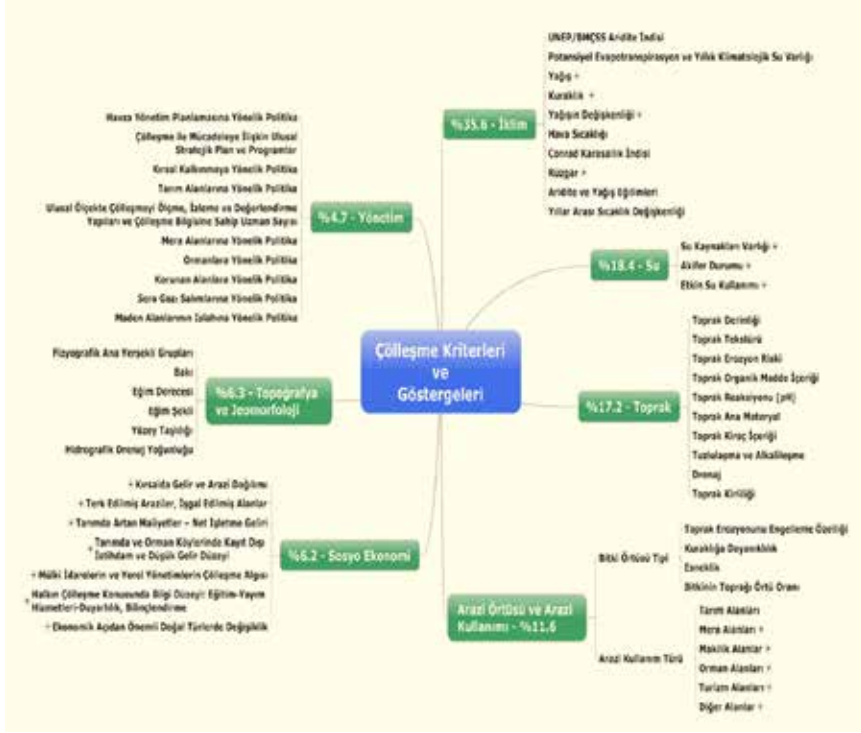 Çölleşme Kriterleri
ve
Göstergeleri
%35.6 - İklim
UNEP/BMÇSS Aridite İndisi
Potansiyel Evapotranspirasyon ve Yıllık Klimatolojik Su Varlığı
Yağış +
Kuraklık +
Yağışın Değişkenliği +
Hava Sıcaklığı
Conrad Karasallık İndisi
Rüzgar +
Aridite ve Yağış Eğilimleri
Yıllar Arası Sıcaklık Değişkenliği
%18.4 - Su
Su Kaynakları Varlığı +
Akifer Durumu +
Etkin Su Kullanımı +
%17.2 - Toprak
Toprak Derinliği
Toprak Tekstürü
Toprak Erozyon Riski
Toprak Organik Madde İçeriği
Toprak Reaksiyonu (pH)
Toprak Ana Materyal
Toprak Kireç İçeriği
Tuzlulaşma ve Alkalileşme
Drenaj
Toprak Kirliliği
Arazi Örtüsü ve Arazi
Kullanımı - %11.6
Bitki Örtüsü Tipi
Toprak Erozyonunu Engelleme Özelliği
Kuraklığa Dayanıklılık
Esneklik
Bitkinin Toprağı Örtü Oranı
Arazi Kullanım Türü
Tarım Alanları
Mera Alanları +
Makilik Alanlar +
Orman Alanları +
Turizm Alanları +
Diğer Alanlar +
%4.7 - Yönetim
Havza Yönetim Planlamasına Yönelik Politika
Çölleşme ile Mücadeleye İlişkin Ulusal
Stratejik Plan ve Programlar
Kırsal Kalkınmaya Yönelik Politika
Tarım Alanlarına Yönelik Politika
Ulusal Ölçekte Çölleşmeyi Ölçme, İzleme ve Değerlendirme
Yapıları ve Çölleşme Bilgisine Sahip Uzman Sayısı
Mera Alanlarına Yönelik Politika
Ormanlara Yönelik Politika
Korunan Alanlara Yönelik Politika
Sera Gazı Salımlarına Yönelik Politika
Maden Alanlarının Islahına Yönelik Politika
%6.3 - Topoğrafya
ve Jeomorfoloji
Fizyografik Ana Yerşekli Grupları
Bakı
Eğim Derecesi
Eğim Şekli
Yüzey Taşlılığı
Hidrografik Drenaj Yoğunluğu
%6.2 - Sosyo Ekonomi
+ Kırsalda Gelir ve Arazi Dağılımı
+ Terk Edilmiş Araziler, İşgal Edilmiş Alanlar
+ Tarımda Artan Maliyetler – Net İşletme Geliri
+ Tarımda ve Orman Köylerinde Kayıt Dışı
İstihdam ve Düşük Gelir Düzeyi
+ Mülki İdarelerin ve Yerel Yönetimlerin Çölleşme Algısı
+ Halkın Çölleşme Konusunda Bilgi Düzeyi: Eğitim-Yayım
Hizmetleri-Duyarlılık, Bilinçlendirme
+ Ekonomik Açıdan Önemli Doğal Türlerde Değişiklik